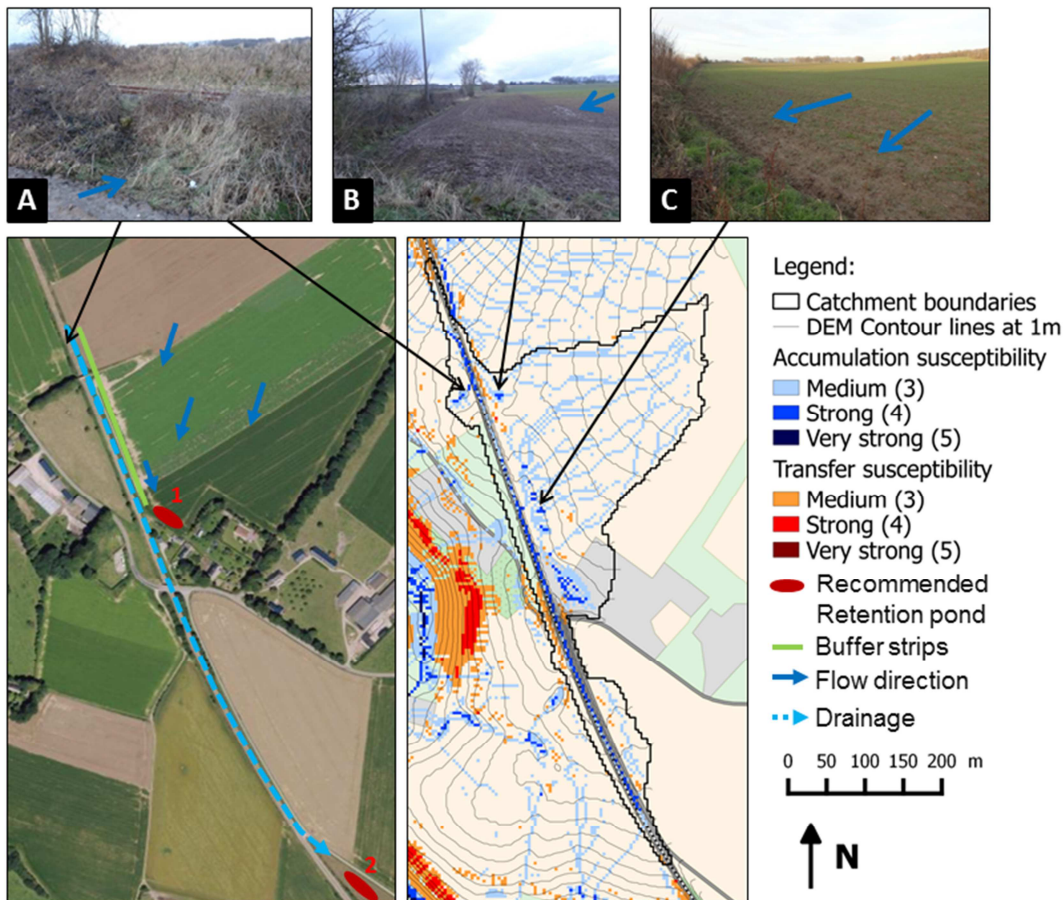 A
B
C
1
2
Legend:
Catchment boundaries
DEM Contour lines at 1m
Accumulation susceptibility
Medium (3)
Strong (4)
Very strong (5)
Transfer susceptibility
Medium (3)
Strong (4)
Very strong (5)
Recommended
Retention pond
Buffer strips
Flow direction
Drainage
0 50 100 150 200 m
N